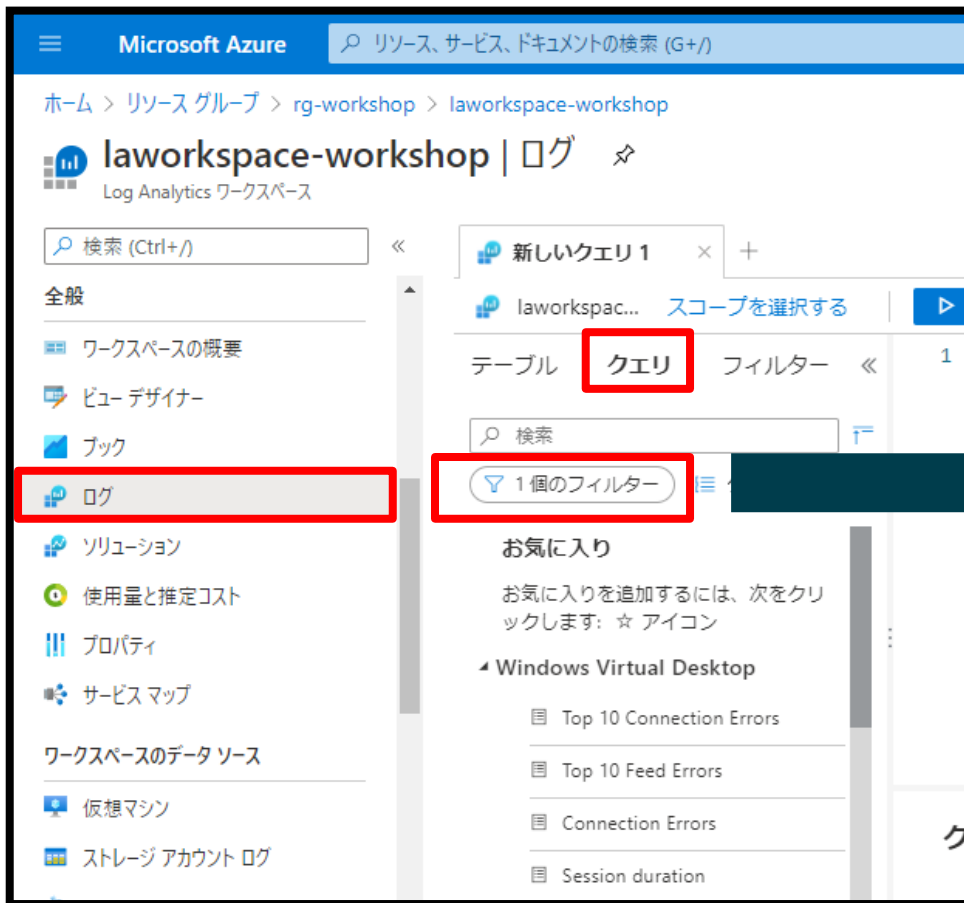 Microsoft Azure
リソース、サービス、ドキュメントの検索 (G+/)
ホーム > リソース グループ > rg-workshop > laworkspace-workshop
laworkspace-workshop | ログ
Log Analytics ワークスペース
検索 (Ctrl+/)
«
全般
ワークスペースの概要
ビュー デザイナー
ブック
ログ
ソリューション
使用量と推定コスト
プロパティ
サービス マップ
ワークスペースのデータ ソース
仮想マシン
ストレージ アカウント ログ
新しいクエリ 1 × +
laworkspac... スコープを選択する
テーブル クエリ フィルター «
1
検索
1 個のフィルター
お気に入り
お気に入りを追加するには、次をクリ
ックします: ☆ アイコン
Windows Virtual Desktop
Top 10 Connection Errors
Top 10 Feed Errors
Connection Errors
Session duration